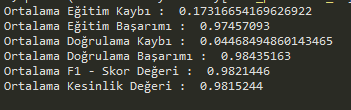 Ortalama Eğitim Kaybı :  0.17316654169626922
Ortalama Eğitim Başarımı :  0.97457093
Ortalama Doğrulama Kaybı :  0.04468494860143465
Ortalama Doğrulama Başarımı :  0.98435163
Ortalama F1 - Skor Değeri :  0.9821446
Ortalama Kesinlik Değeri :  0.9815244